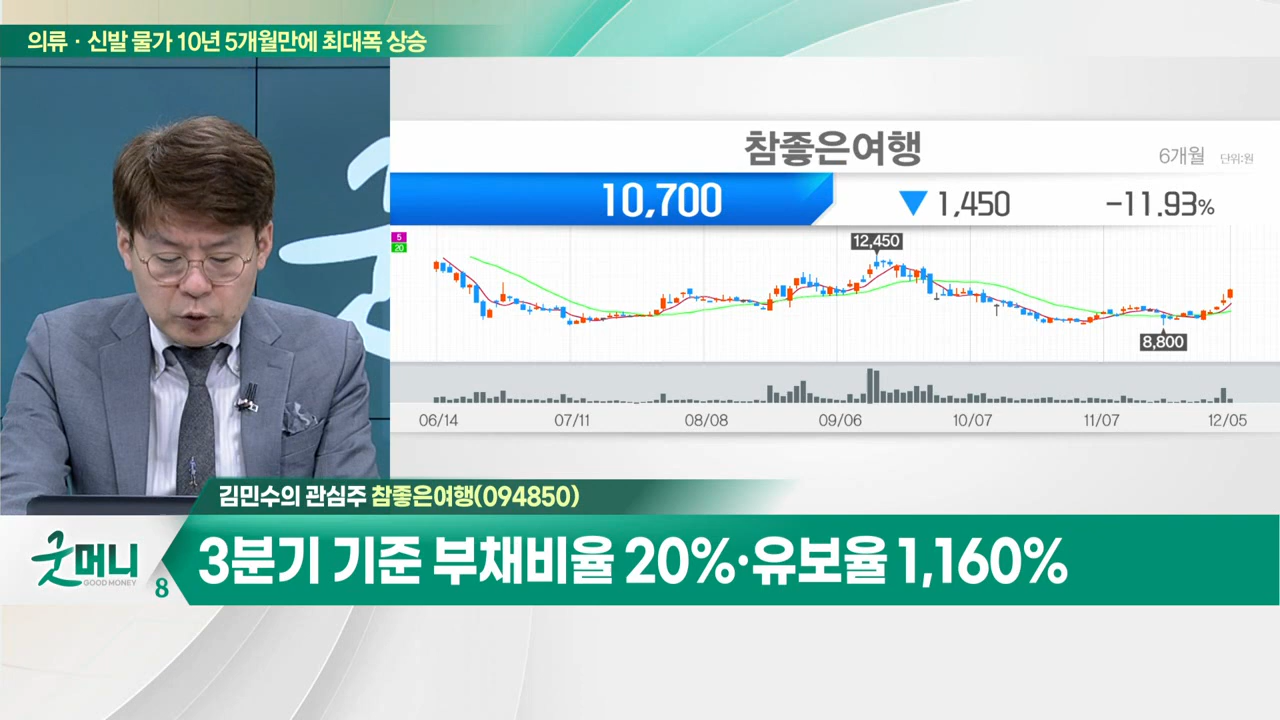 의류 · 신발 물가 10년 5개월만에 최대폭 상승
참좋은여행
6개월 단위:원
10,700 ▼ 1,450 -11.93%
5
20
12,450
8,800
06/14 07/11 08/08 09/06 10/07 11/07 12/05
김민수의 관심주 참좋은여행(094850)
굿머니
GOOD MONEY
8
3분기 기준 부채비율 20%·유보율 1,160%